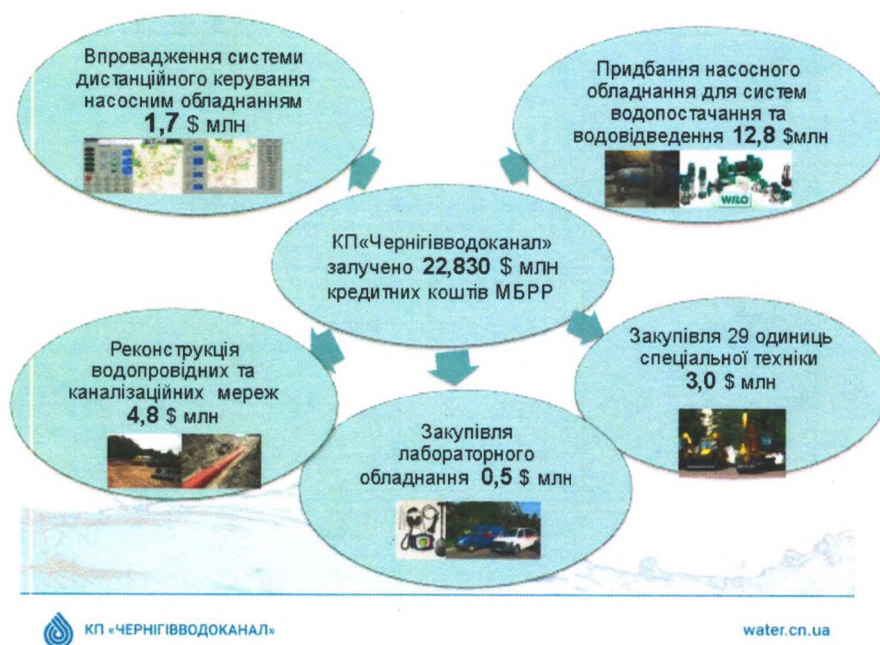 Впровадження системи
дистанційного керування
насосним обладнанням
1,7 $ млн
Придбання насосного
обладнання для систем
водопостачання та
водовідведення 12,8 $млн
WILO
КП«Чернігівводоканал»
залучено 22,830 $ млн
кредитних коштів МБРР
Реконструкція
водопровідних та
каналізаційних мереж
4,8 $ млн
Закупівля
лабораторного
обладнання 0,5 $ млн
Закупівля 29 одиниць
спеціальної техніки
3,0 $ млн
КП «ЧЕРНІГІВВОДОКАНАЛ»
water.cn.ua